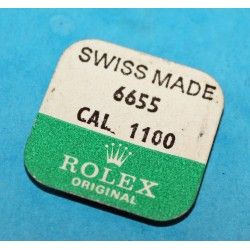 SWISS MADE
6655
CAL. 1100
ROLEX
ORIGINAL